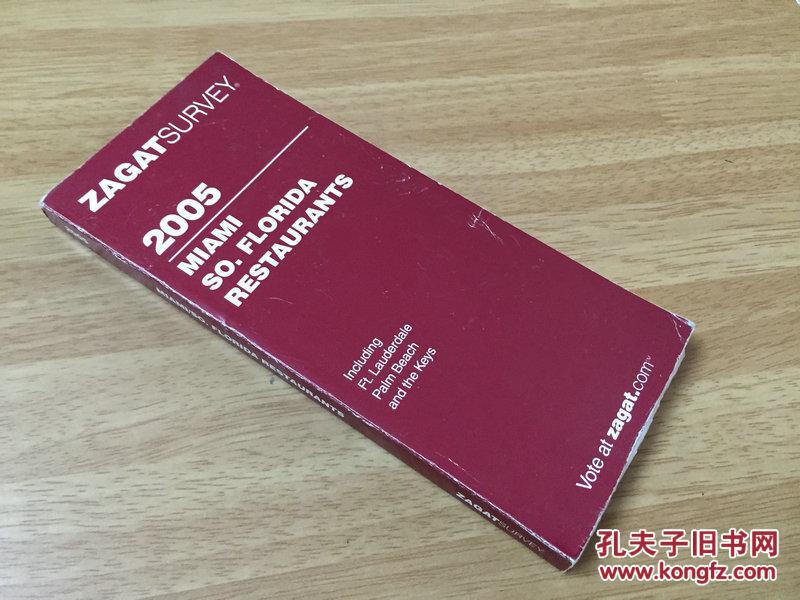 ZAGATSURVEY®
2005
MIAMI
SO. FLORIDA
RESTAURANTS
Including
Ft. Lauderdale
Palm Beach
and the Keys
Vote at zagat.com℠
MIAMI/SO. FLORIDA RESTAURANTS
ZAGATSURVEY
孔夫子旧书网
www.kongfz.com